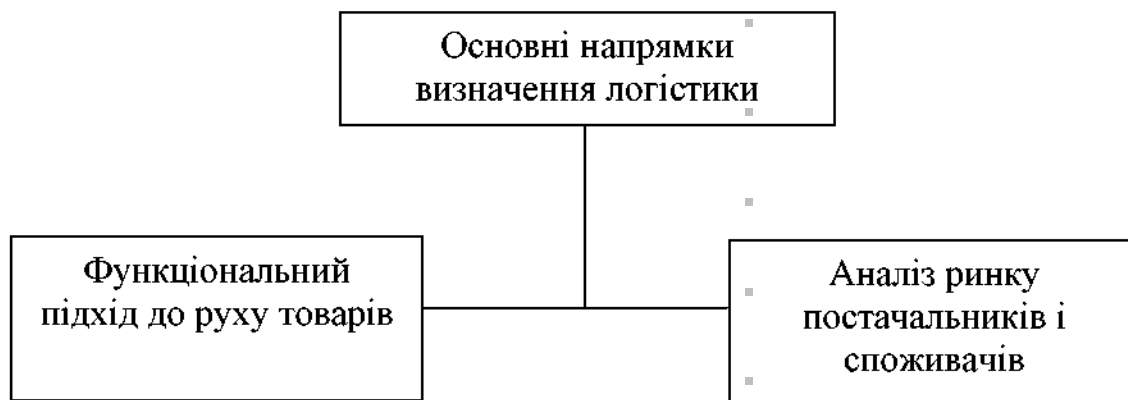 Основні напрямки
визначення логістики
Функціональний
підхід до руху товарів
Аналіз ринку
постачальників і
споживачів